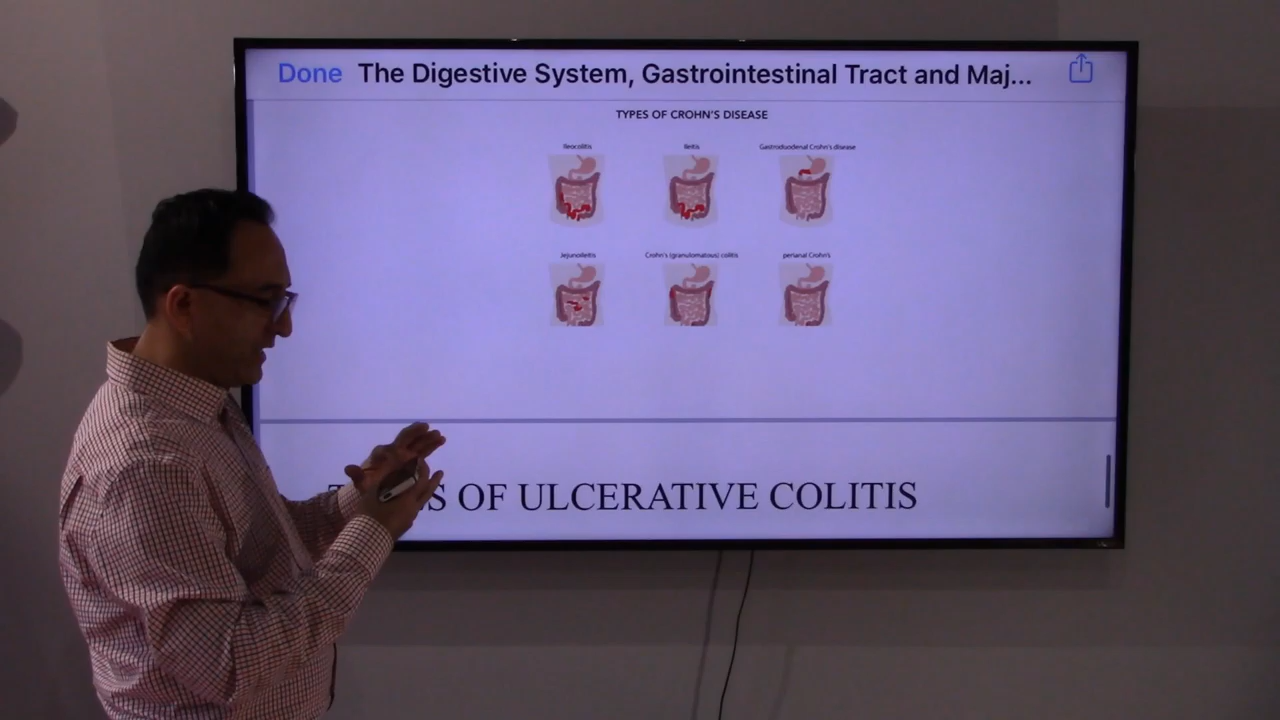 Done The Digestive System, Gastrointestinal Tract and Maj...
TYPES OF CROHN'S DISEASE
Ileocolitis Ileitis Gastroduodenal Crohn's disease
Jejunoileitis Crohn's (granulomatous) colitis perianal Crohn's
OF ULCERATIVE COLITIS